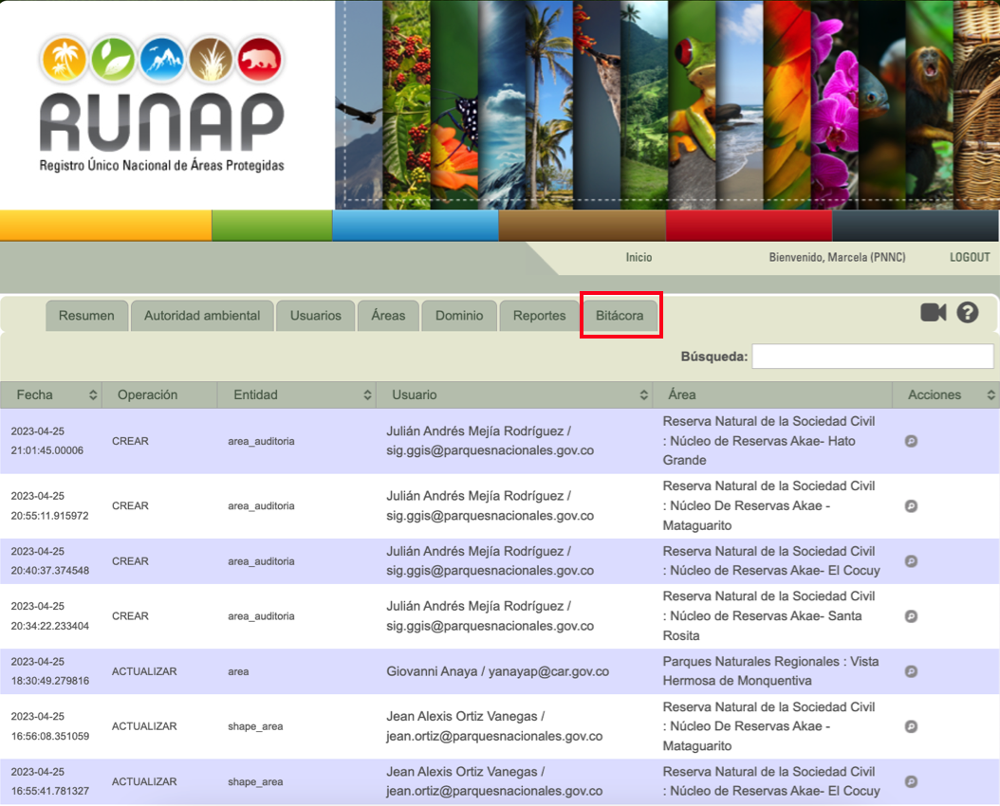 RUNAP
Registro Único Nacional de Áreas Protegidas
Inicio Bienvenido, Marcela (PNNC) LOGOUT
Resumen Autoridad ambiental Usuarios Áreas Dominio Reportes Bitácora
Búsqueda:
Fecha Operación Entidad Usuario Área Acciones
2023-04-25
21:01:45.00006
CREAR
area_auditoria
Julián Andrés Mejía Rodríguez /
sig.ggis@parquesnacionales.gov.co
Reserva Natural de la Sociedad Civil
: Núcleo de Reservas Akae- Hato
Grande
2023-04-25
20:55:11.915972
CREAR
area_auditoria
Julián Andrés Mejía Rodríguez /
sig.ggis@parquesnacionales.gov.co
Reserva Natural de la Sociedad Civil
: Núcleo De Reservas Akae -
Mataguarito
2023-04-25
20:40:37.374548
CREAR
area_auditoria
Julián Andrés Mejía Rodríguez /
sig.ggis@parquesnacionales.gov.co
Reserva Natural de la Sociedad Civil
: Núcleo de Reservas Akae- El Cocuy
2023-04-25
20:34:22.233404
CREAR
area_auditoria
Julián Andrés Mejía Rodríguez /
sig.ggis@parquesnacionales.gov.co
Reserva Natural de la Sociedad Civil
: Núcleo de Reservas Akae- Santa
Rosita
2023-04-25
18:30:49.279816
ACTUALIZAR
area
Giovanni Anaya / yanayap@car.gov.co
Parques Naturales Regionales : Vista
Hermosa de Monquentiva
2023-04-25
16:56:08.351059
ACTUALIZAR
shape_area
Jean Alexis Ortiz Vanegas /
jean.ortiz@parquesnacionales.gov.co
Reserva Natural de la Sociedad Civil
: Núcleo De Reservas Akae -
Mataguarito
2023-04-25
16:55:41.781327
ACTUALIZAR
shape_area
Jean Alexis Ortiz Vanegas /
jean.ortiz@parquesnacionales.gov.co
Reserva Natural de la Sociedad Civil
: Núcleo de Reservas Akae- El Cocuy